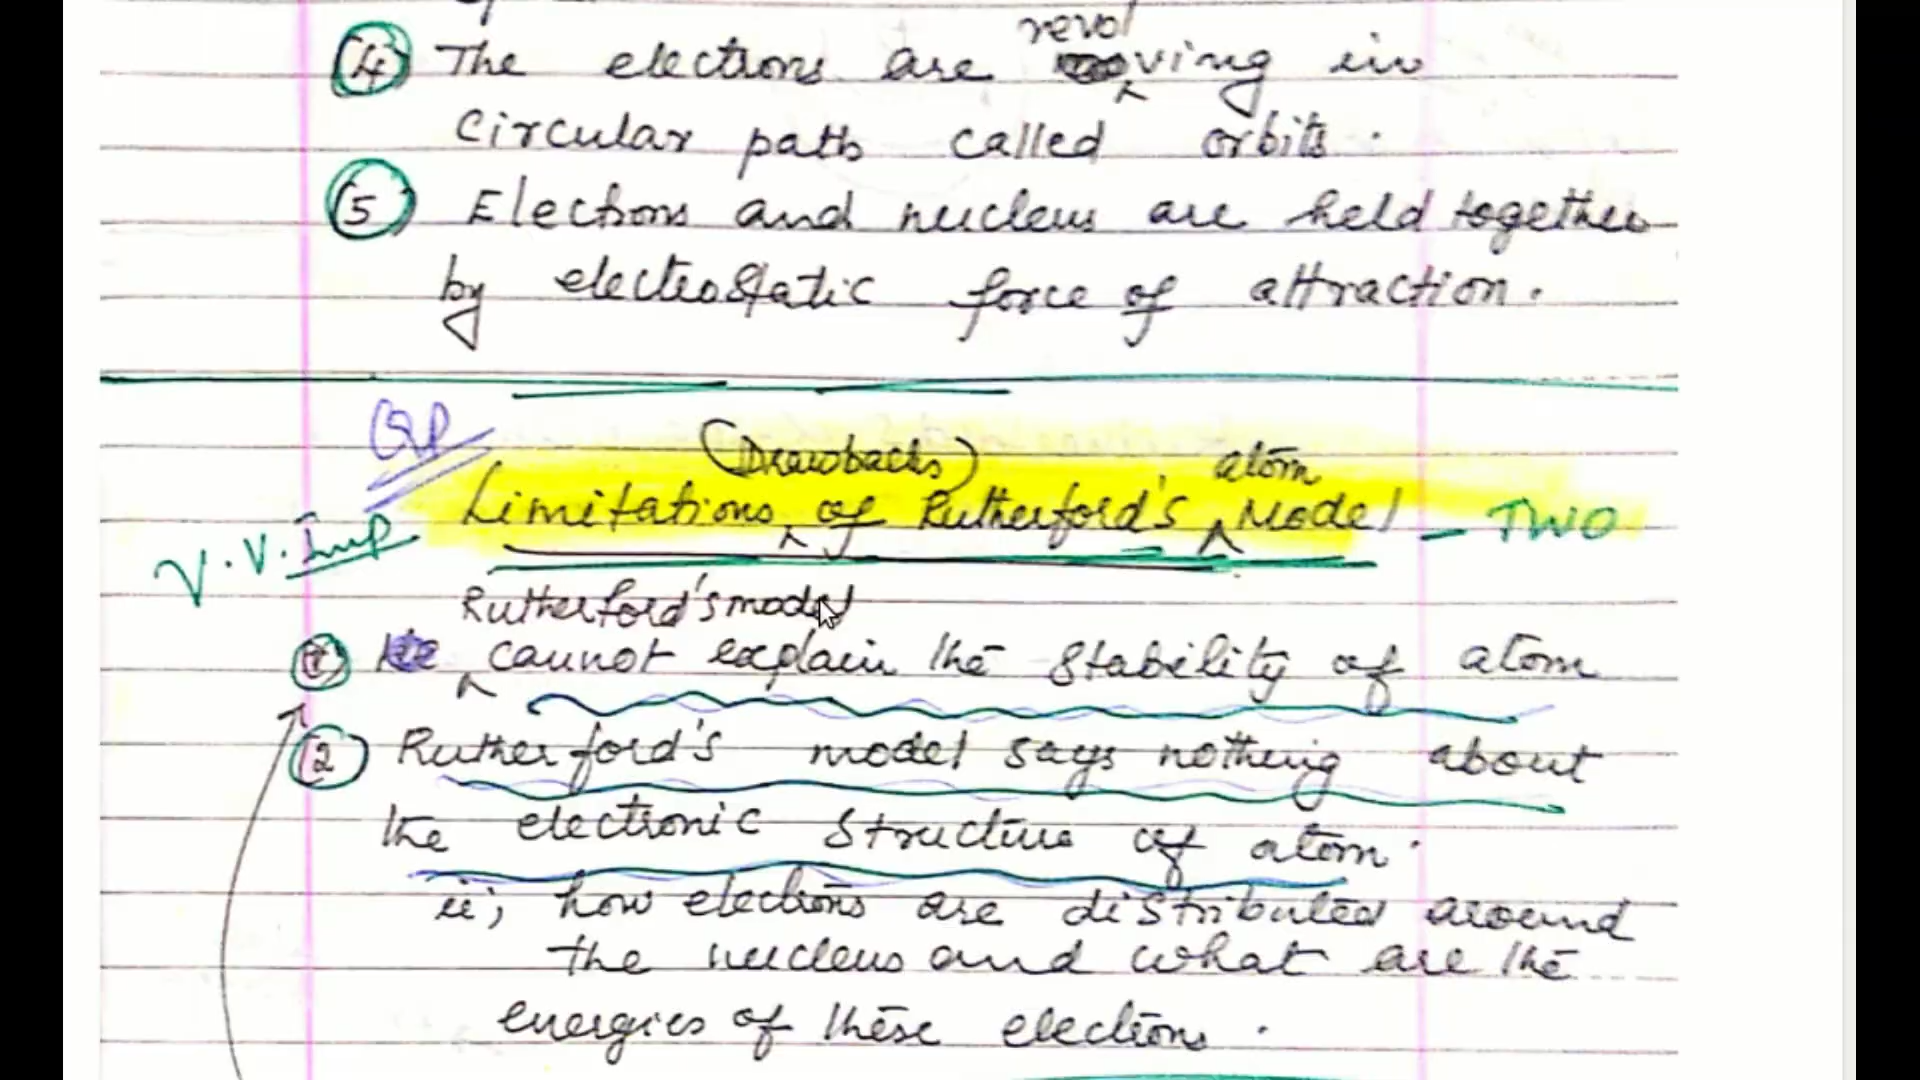 revol
(4) The electrons are ving in
Circular path called orbits.
(5) Electrons and nucleus are held together
by electrostatic force of attraction.
QP
(Drawbacks) atom
Limitations of Rutherford's Model - TWO
V.V. Imp
Rutherford's model
(1) cannot explain the stability of atom
(2) Rutherford's model says nothing about
the electronic structure of atom.
ie; how electrons are distributed around
the nucleus and what are the
energies of these electrons.